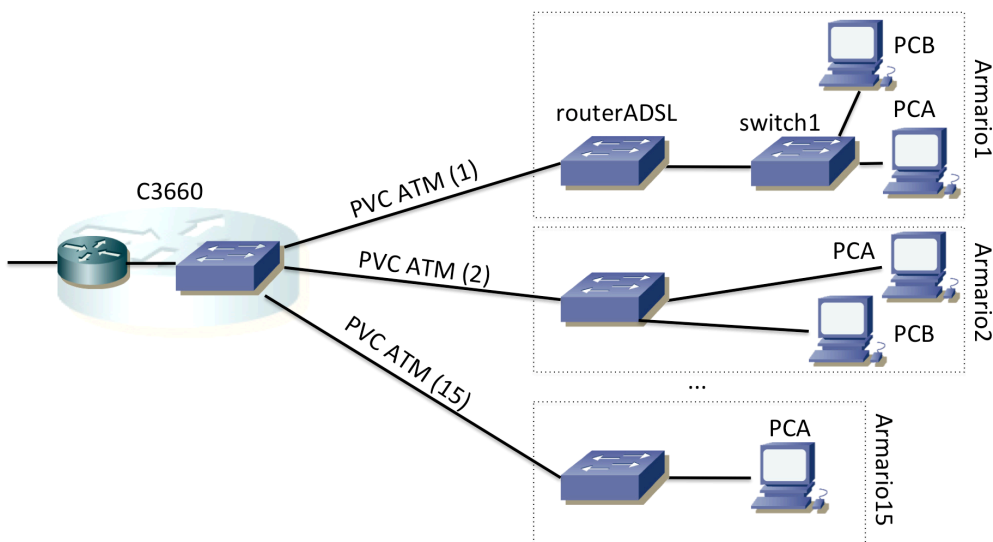 C3660
PVC ATM (1)
PVC ATM (2)
PVC ATM (15)
routerADSL
switch1
PCB
PCA
Armario1
PCA
PCB
Armario2
...
PCA
Armario15